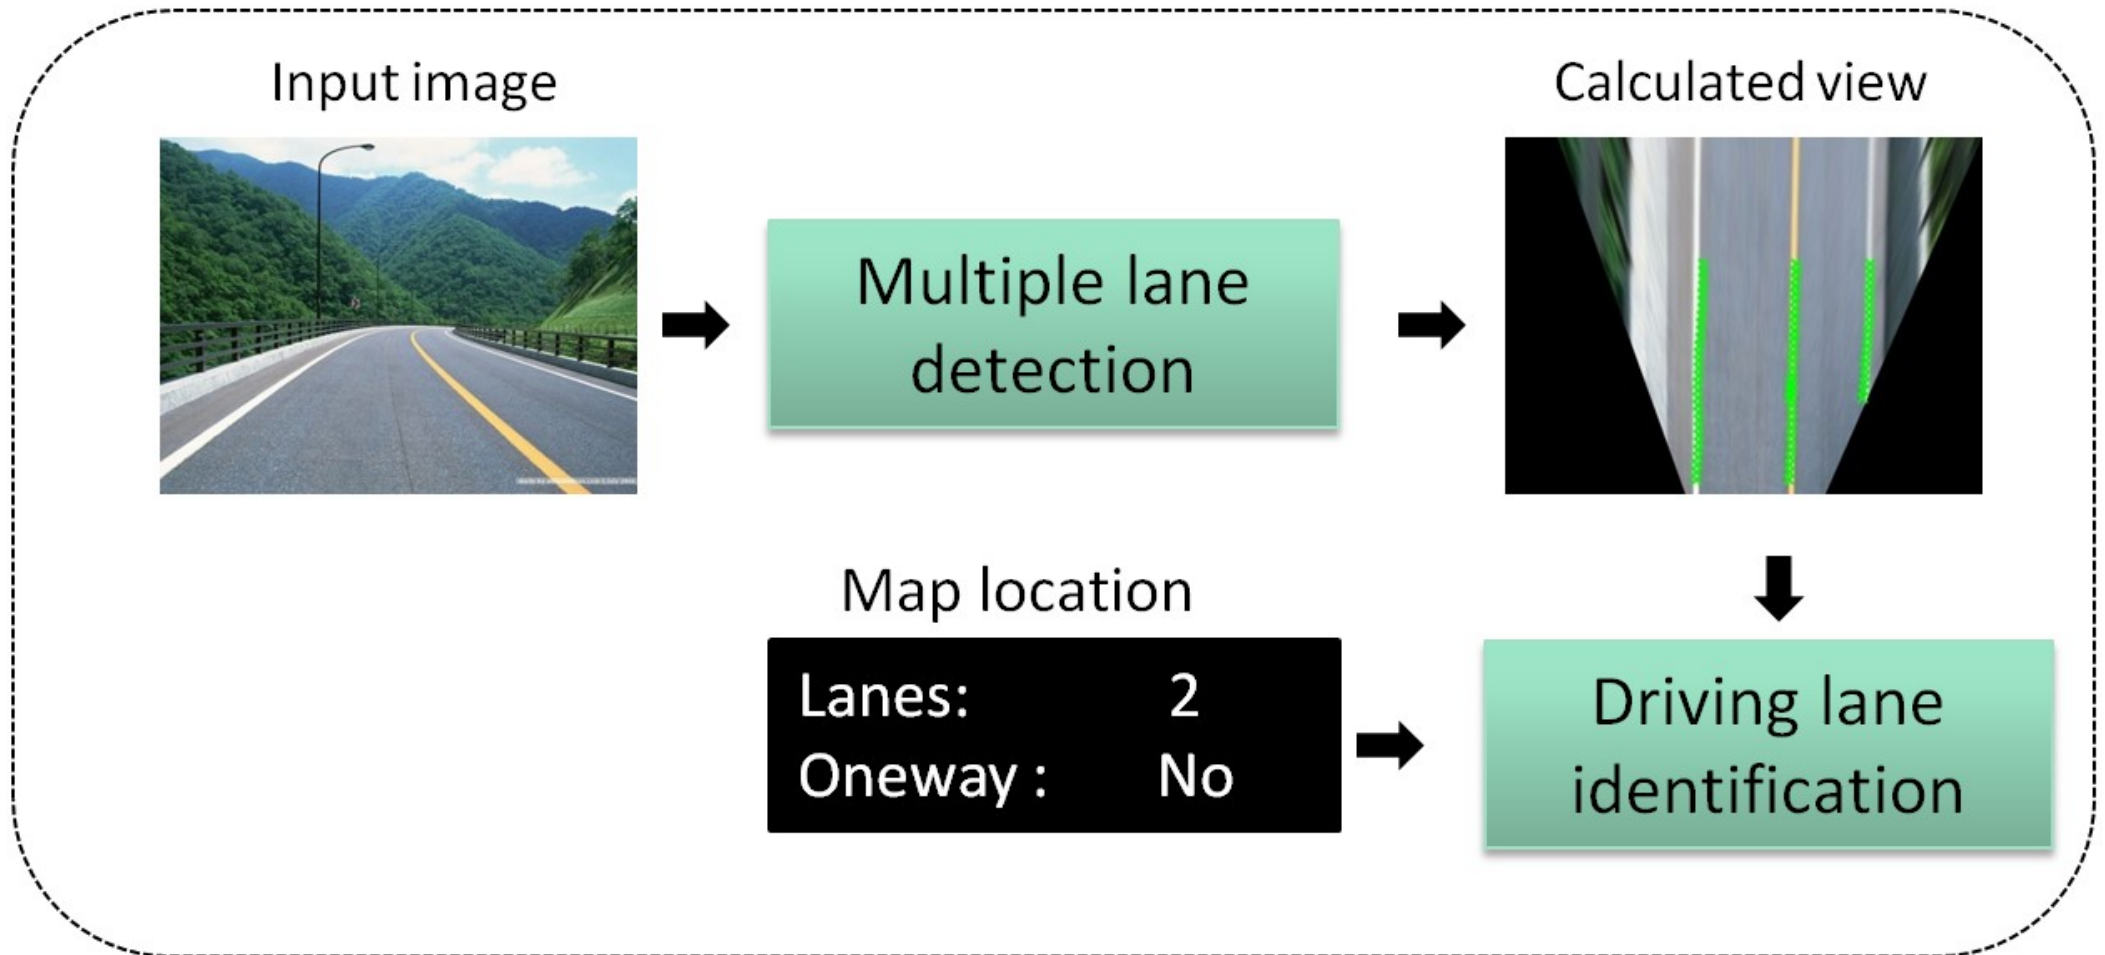 Input image
Calculated view
Multiple lane
detection
Map location
Lanes: 2
Oneway : No
Driving lane
identification